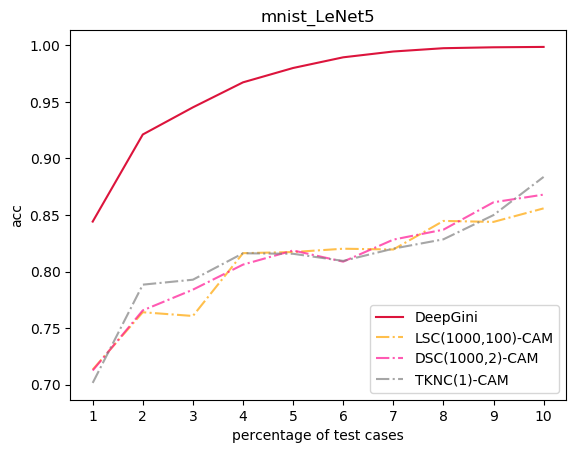 mnist_LeNet5
1.00
0.95
0.90
0.85
0.80
0.75
0.70
acc
DeepGini
LSC(1000,100)-CAM
DSC(1000,2)-CAM
TKNC(1)-CAM
1 2 3 4 5 6 7 8 9 10
percentage of test cases